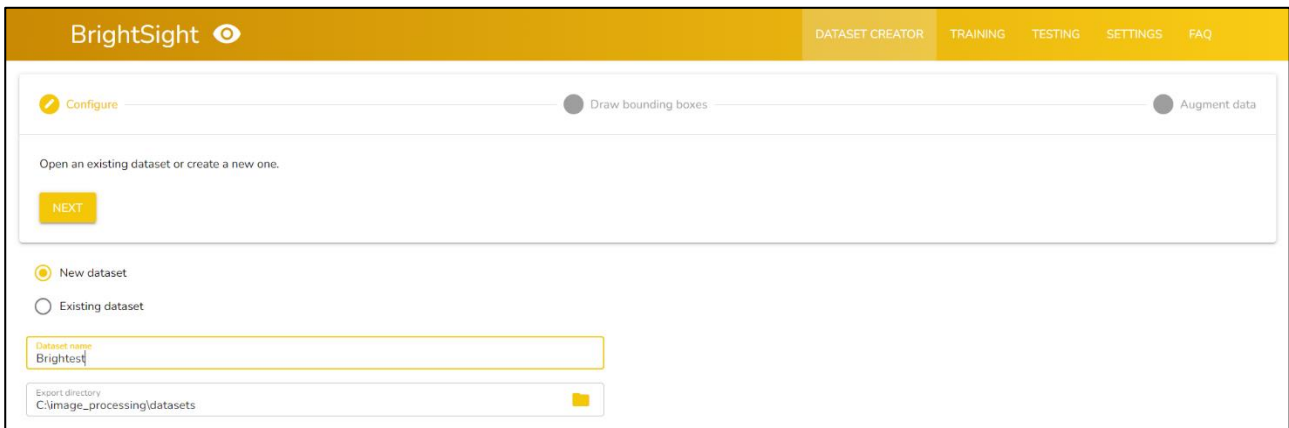 BrightSight
DATASET CREATOR TRAINING TESTING SETTINGS FAQ
Configure Draw bounding boxes Augment data
Open an existing dataset or create a new one.
NEXT
New dataset
Existing dataset
Dataset name
Brightest
Export directory
C:\image_processing\datasets